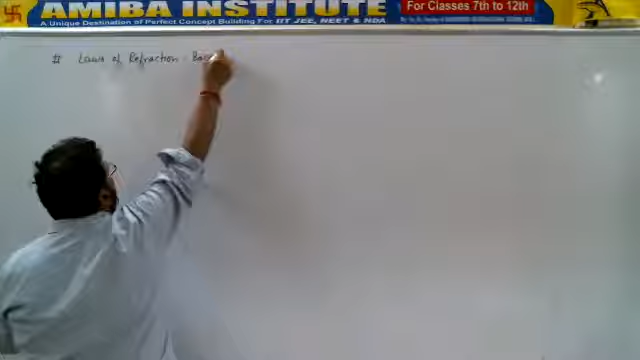 AMIBA INSTITUTE
A Unique Destination of Perfect Concept Building For IIT JEE, NEET & NDA
For Classes 7th to 12th
# Laws of Refraction :